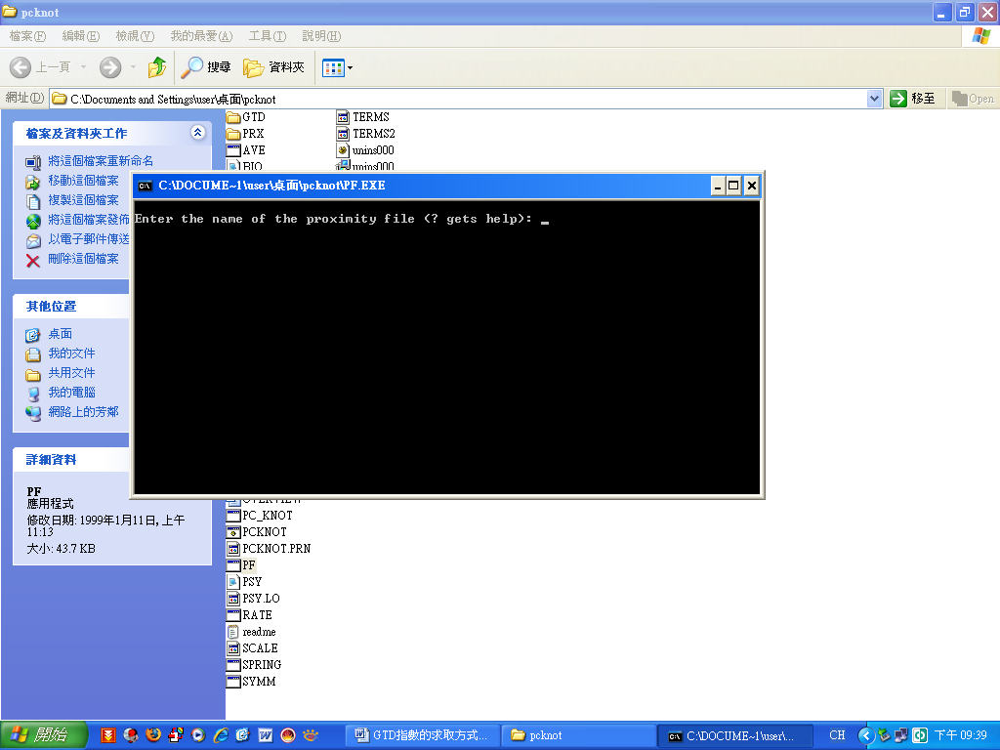 pcknot
檔案(F) 編輯(E) 檢視(V) 我的最愛(A) 工具(T) 說明(H)
上一頁 搜尋 資料夾
網址(D) C:\Documents and Settings\user\桌面\pcknot 移至 Open
檔案及資料夾工作
將這個檔案重新命名
移動這個檔案
複製這個檔案
將這個檔案發佈
以電子郵件傳送
刪除這個檔案
其他位置
桌面
我的文件
共用文件
我的電腦
網路上的芳鄰
詳細資料
PF
應用程式
修改日期: 1999年1月11日, 上午
11:13
大小: 43.7 KB
GTD
PRX
AVE
BIO
TERMS
TERMS2
unins000
unins000
C:\DOCUME~1\user\桌面\pcknot\PF.EXE
Enter the name of the proximity file (? gets help):
OVERVIEW
PC_KNOT
PCKNOT
PCKNOT.PRN
PF
PSY
PSY.LO
RATE
readme
SCALE
SPRING
SYMM
開始 GTD指數的求取方式... pcknot C:\DOCUME~1\user\... CH 下午 09:39